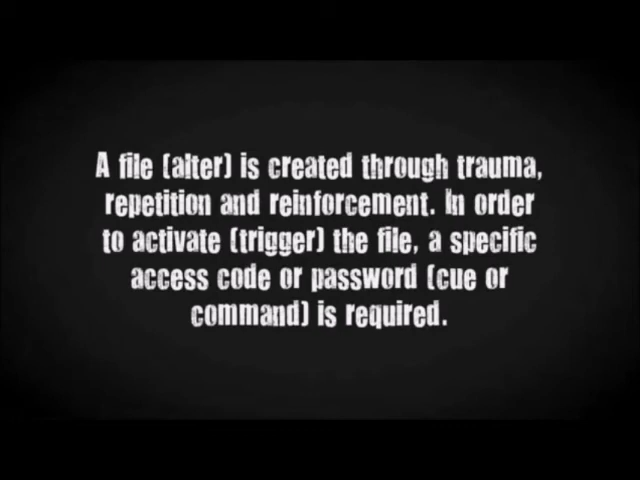 A file (alter) is created through trauma,
repetition and reinforcement. In order
to activate (trigger) the file, a specific
access code or password (cue or
command) is required.